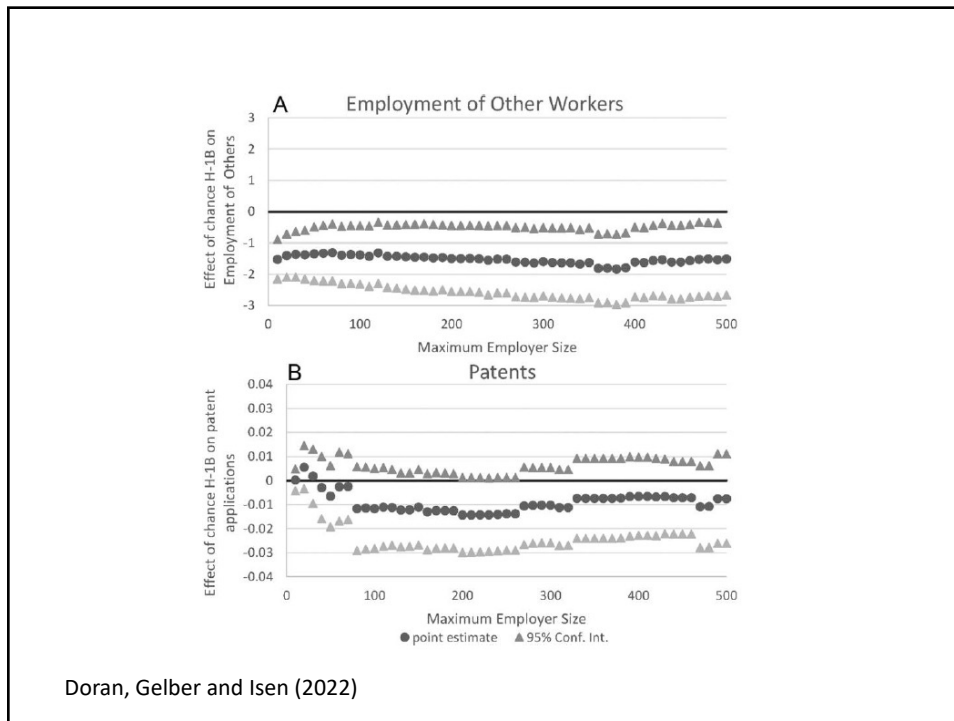 A
Employment of Other Workers
Effect of chance H-1B on
Employment of Others
3
2
1
0
-1
-2
-3
0 100 200 300 400 500
Maximum Employer Size
B
Patents
Effect of chance H-1B on patent
applications
0.04
0.03
0.02
0.01
0
-0.01
-0.02
-0.03
-0.04
0 100 200 300 400 500
Maximum Employer Size
point estimate 95% Conf. Int.
Doran, Gelber and Isen (2022)